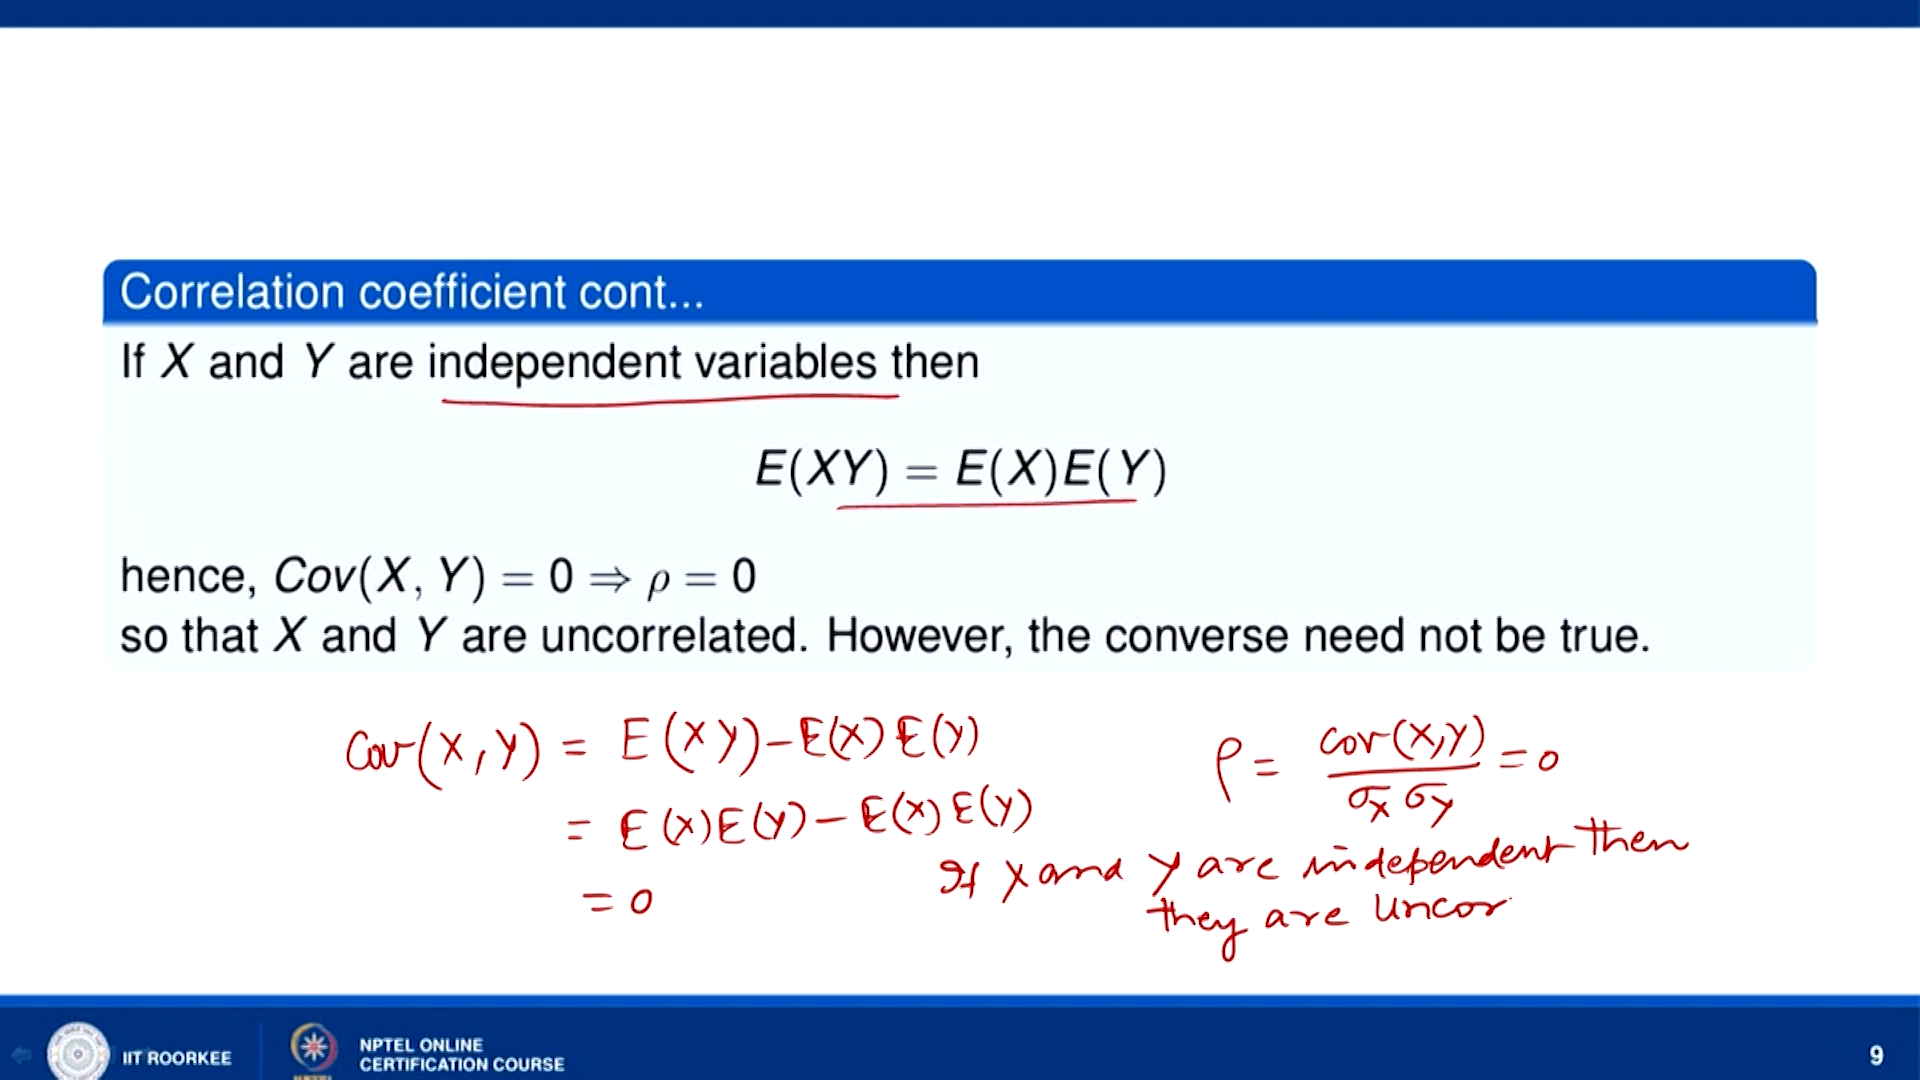 Correlation coefficient cont...
If X and Y are independent variables then
E(XY) = E(X)E(Y)
hence, Cov(X, Y) = 0 ⇒ ρ = 0
so that X and Y are uncorrelated. However, the converse need not be true.
Cov(X,Y) = E(XY)-E(X)E(Y)
= E(X)E(Y)-E(X)E(Y)
= 0
ρ = cov(X,Y)/σx σy = 0
If X and Y are independent then
they are uncor
IIT ROORKEE
NPTEL ONLINE
CERTIFICATION COURSE
9